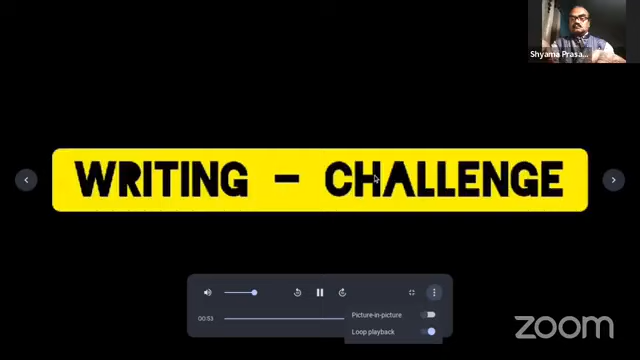 Shyama Prasa...
WRITING - CHALLENGE
00:53
Picture-in-picture
Loop playback
zoom